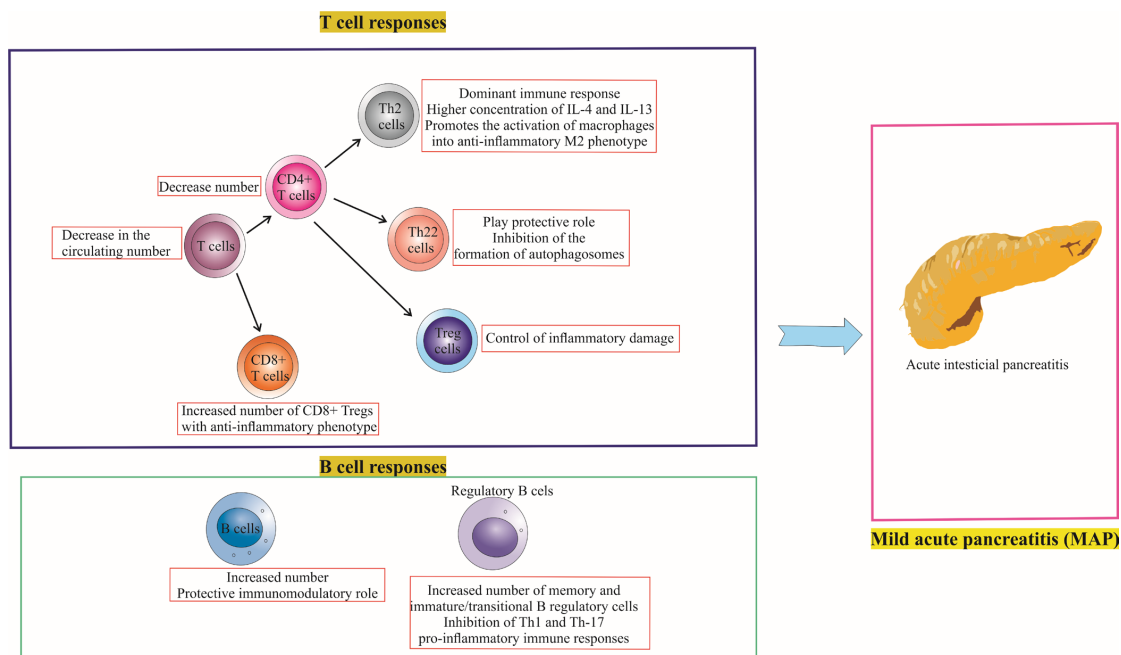 T cell responses
Th2
cells
Dominant immune response
Higher concentration of IL-4 and IL-13
Promotes the activation of macrophages
into anti-inflammatory M2 phenotype
Decrease number
CD4+
T cells
Decrease in the
circulating number
T cells
Th22
cells
Play protective role
Inhibition of the
formation of autophagosomes
Treg
cells
Control of inflammatory damage
CD8+
T cells
Increased number of CD8+ Tregs
with anti-inflammatory phenotype
Acute intesticial pancreatitis
Mild acute pancreatitis (MAP)
B cell responses
B cells
Increased number
Protective immunomodulatory role
Regulatory B cels
Increased number of memory and
immature/transitional B regulatory cells
Inhibition of Th1 and Th-17
pro-inflammatory immune responses